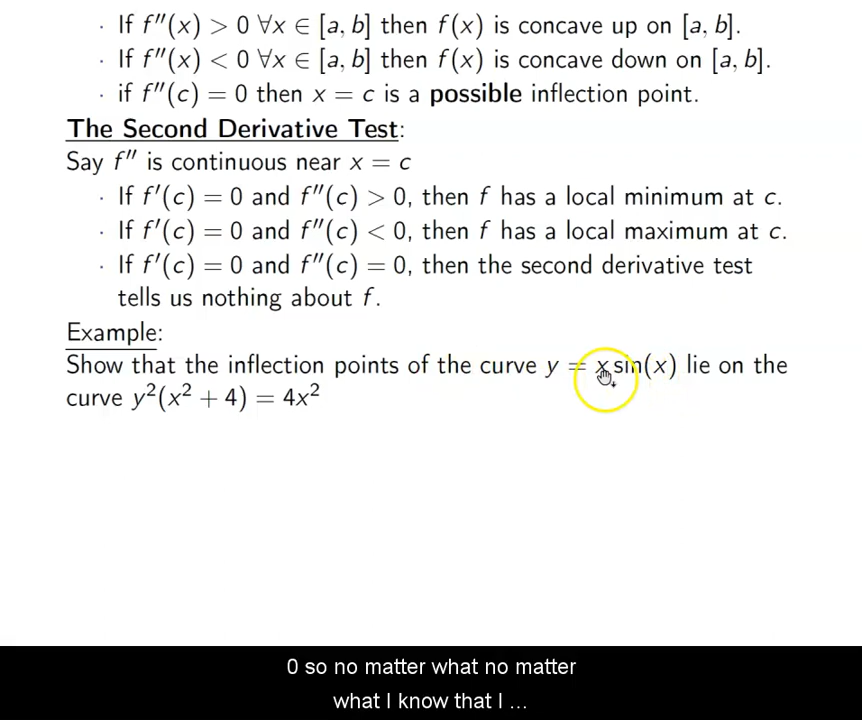 · If f″(x) > 0 ∀x ∈ [a, b] then f(x) is concave up on [a, b].
· If f″(x) < 0 ∀x ∈ [a, b] then f(x) is concave down on [a, b].
· if f″(c) = 0 then x = c is a possible inflection point.
The Second Derivative Test:
Say f″ is continuous near x = c
· If f′(c) = 0 and f″(c) > 0, then f has a local minimum at c.
· If f′(c) = 0 and f″(c) < 0, then f has a local maximum at c.
· If f′(c) = 0 and f″(c) = 0, then the second derivative test
tells us nothing about f.
Example:
Show that the inflection points of the curve y = x sin(x) lie on the
curve y²(x² + 4) = 4x²
0 so no matter what no matter
what I know that I ...